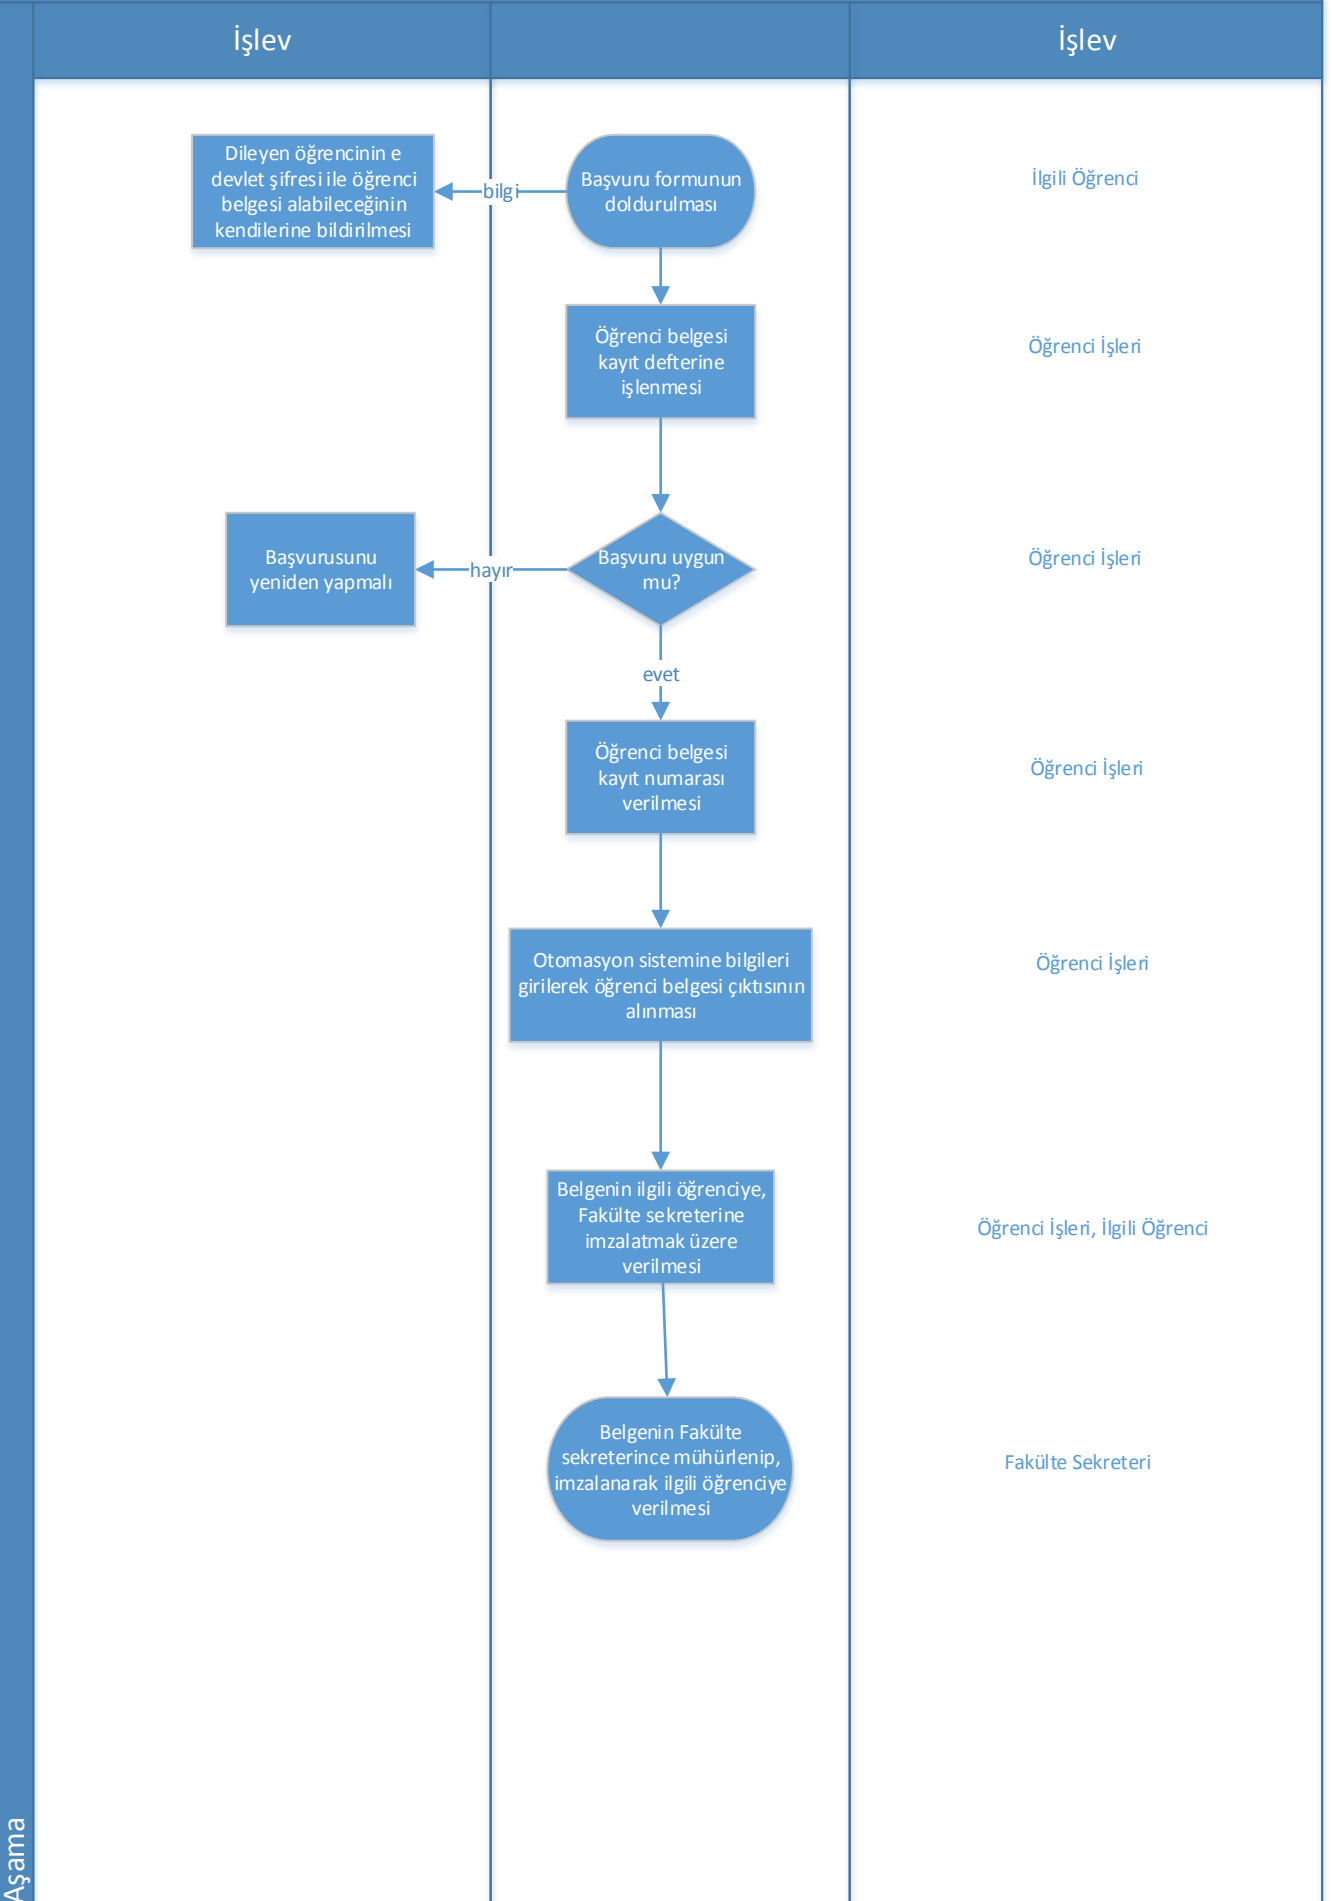 İşlev
İşlev
Dileyen öğrencinin e
devlet şifresi ile öğrenci
belgesi alabileceğinin
kendilerine bildirilmesi
bilgi
Başvuru formunun
doldurulması
İlgili Öğrenci
Öğrenci belgesi
kayıt defterine
işlenmesi
Öğrenci İşleri
Başvurusunu
yeniden yapmalı
hayır
Başvuru uygun
mu?
Öğrenci İşleri
evet
Öğrenci belgesi
kayıt numarası
verilmesi
Öğrenci İşleri
Otomasyon sistemine bilgileri
girilerek öğrenci belgesi çıktısının
alınması
Öğrenci İşleri
Belgenin ilgili öğrenciye,
Fakülte sekreterine
imzalatmak üzere
verilmesi
Öğrenci İşleri, İlgili Öğrenci
Belgenin Fakülte
sekreterince mühürlenip,
imzalanarak ilgili öğrenciye
verilmesi
Fakülte Sekreteri
Aşama